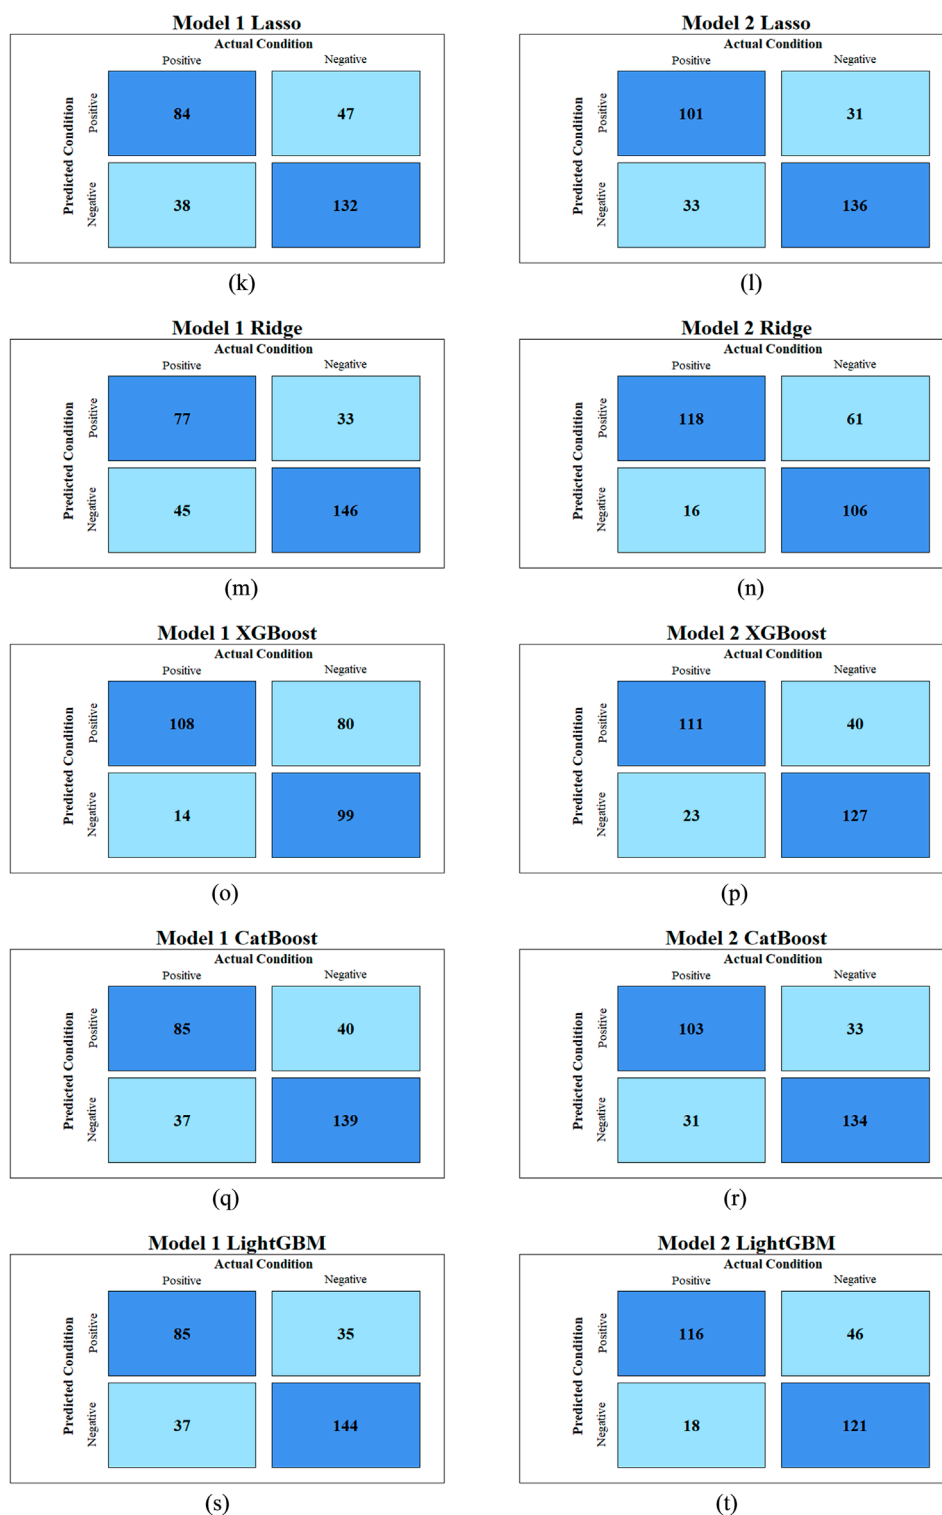 Model 1 Lasso
Actual Condition
Positive Negative
Predicted Condition
Positive
84 47
Negative
38 132
(k)
Model 2 Lasso
Actual Condition
Positive Negative
Predicted Condition
Positive
101 31
Negative
33 136
(l)
Model 1 Ridge
Actual Condition
Positive Negative
Predicted Condition
Positive
77 33
Negative
45 146
(m)
Model 2 Ridge
Actual Condition
Positive Negative
Predicted Condition
Positive
118 61
Negative
16 106
(n)
Model 1 XGBoost
Actual Condition
Positive Negative
Predicted Condition
Positive
108 80
Negative
14 99
(o)
Model 2 XGBoost
Actual Condition
Positive Negative
Predicted Condition
Positive
111 40
Negative
23 127
(p)
Model 1 CatBoost
Actual Condition
Positive Negative
Predicted Condition
Positive
85 40
Negative
37 139
(q)
Model 2 CatBoost
Actual Condition
Positive Negative
Predicted Condition
Positive
103 33
Negative
31 134
(r)
Model 1 LightGBM
Actual Condition
Positive Negative
Predicted Condition
Positive
85 35
Negative
37 144
(s)
Model 2 LightGBM
Actual Condition
Positive Negative
Predicted Condition
Positive
116 46
Negative
18 121
(t)